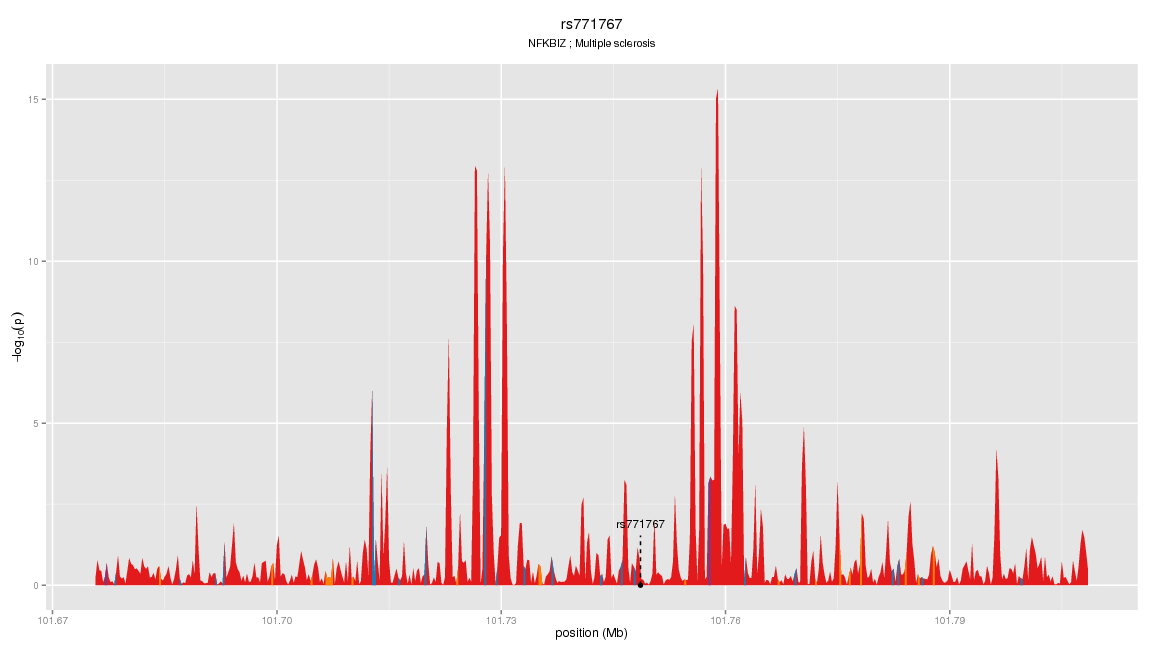 rs771767
NFKBIZ ; Multiple sclerosis
15
10
5
0
−log10(p)
rs771767
101.67 101.70 101.73 101.76 101.79
position (Mb)